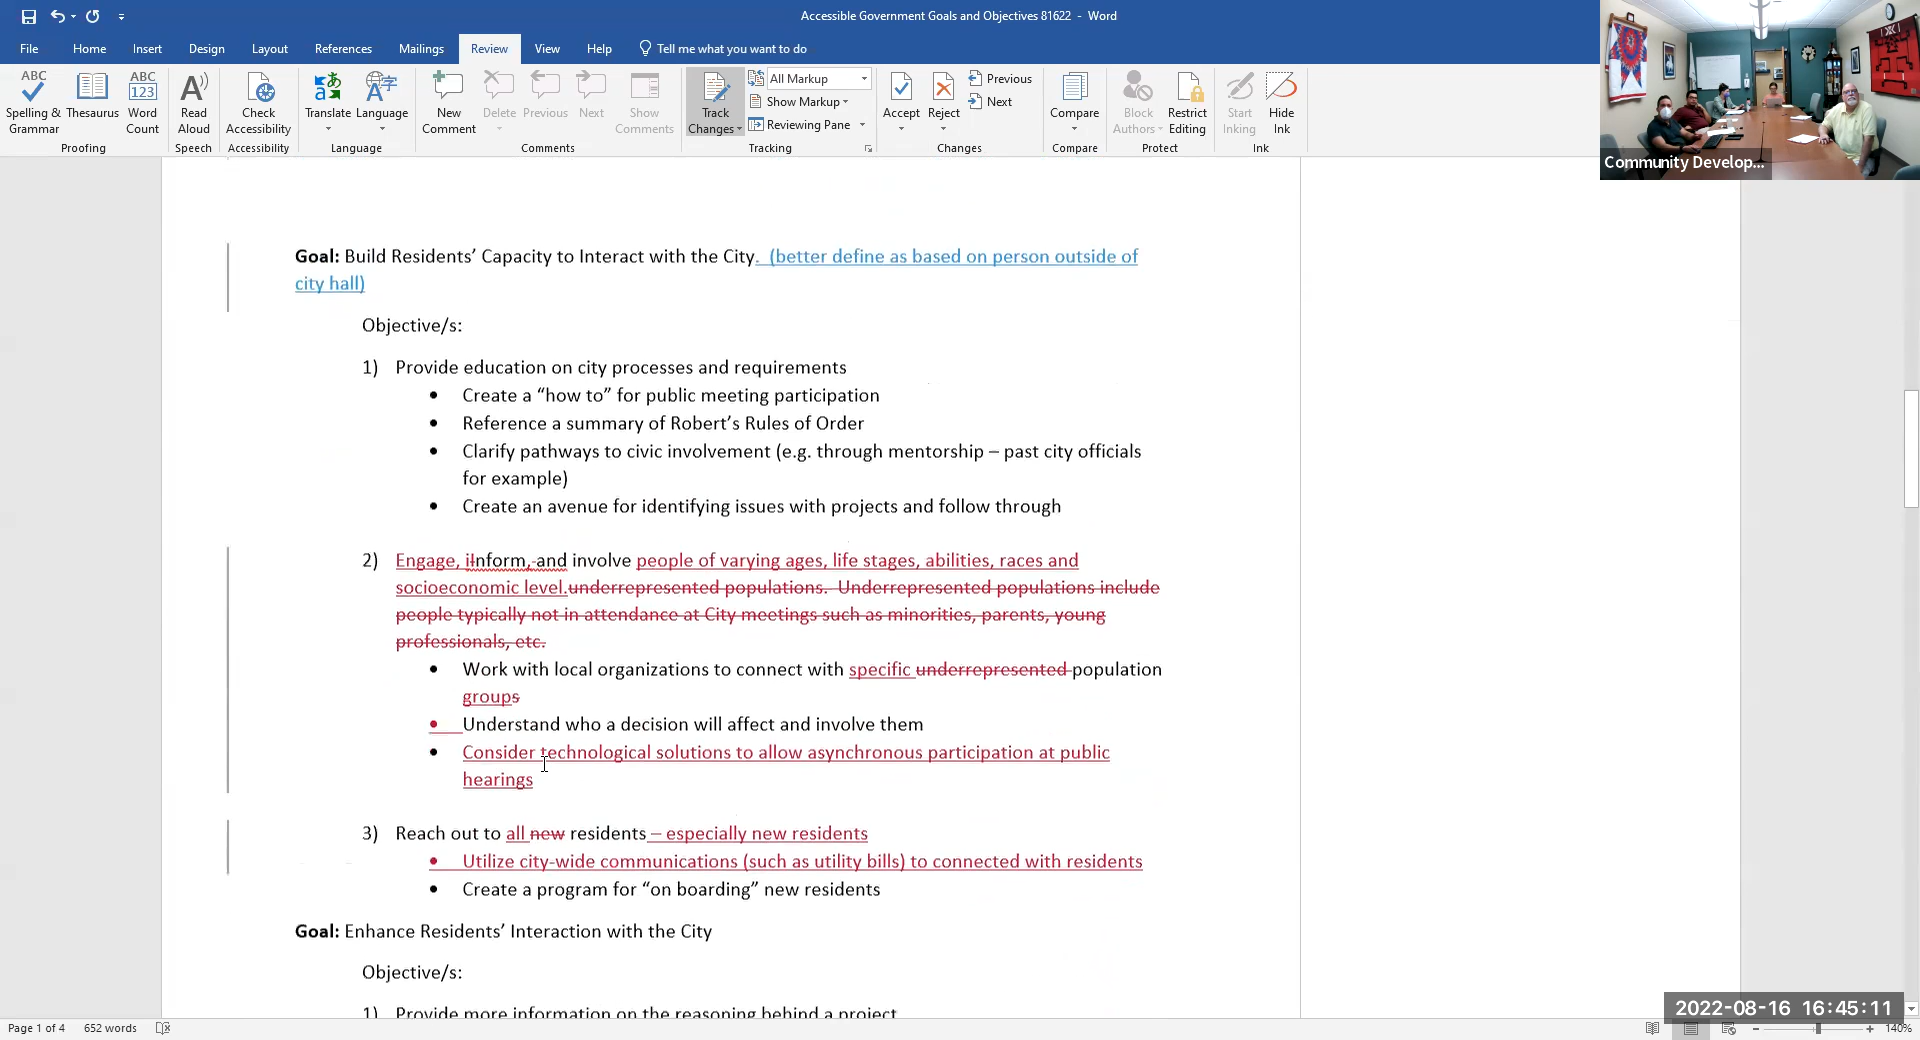 Accessible Government Goals and Objectives 81622 - Word
File Home Insert Design Layout References Mailings Review View Help Tell me what you want to do
ABC Spelling & Grammar
Thesaurus
ABC 123 Word Count
Proofing
Read Aloud
Speech
Check Accessibility
Accessibility
Translate
Language
Language
New Comment
Delete
Previous
Next
Show Comments
Comments
Track Changes
All Markup
Show Markup
Reviewing Pane
Tracking
Accept
Reject
Previous
Next
Changes
Compare
Compare
Block Authors
Restrict Editing
Protect
Start Inking
Hide Ink
Ink
Community Develop...
Goal: Build Residents’ Capacity to Interact with the City. (better define as based on person outside of
city hall)
Objective/s:
1) Provide education on city processes and requirements
• Create a “how to” for public meeting participation
• Reference a summary of Robert’s Rules of Order
• Clarify pathways to civic involvement (e.g. through mentorship – past city officials
for example)
• Create an avenue for identifying issues with projects and follow through
2) Engage, iInform, and involve people of varying ages, life stages, abilities, races and
socioeconomic level.underrepresented populations. Underrepresented populations include
people typically not in attendance at City meetings such as minorities, parents, young
professionals, etc.
• Work with local organizations to connect with specific underrepresented population
groups
• Understand who a decision will affect and involve them
• Consider technological solutions to allow asynchronous participation at public
hearings
3) Reach out to all new residents – especially new residents
• Utilize city-wide communications (such as utility bills) to connected with residents
• Create a program for “on boarding” new residents
Goal: Enhance Residents’ Interaction with the City
Objective/s:
1) Provide more information on the reasoning behind a project
2022-08-16 16:45:11
Page 1 of 4 652 words
140%